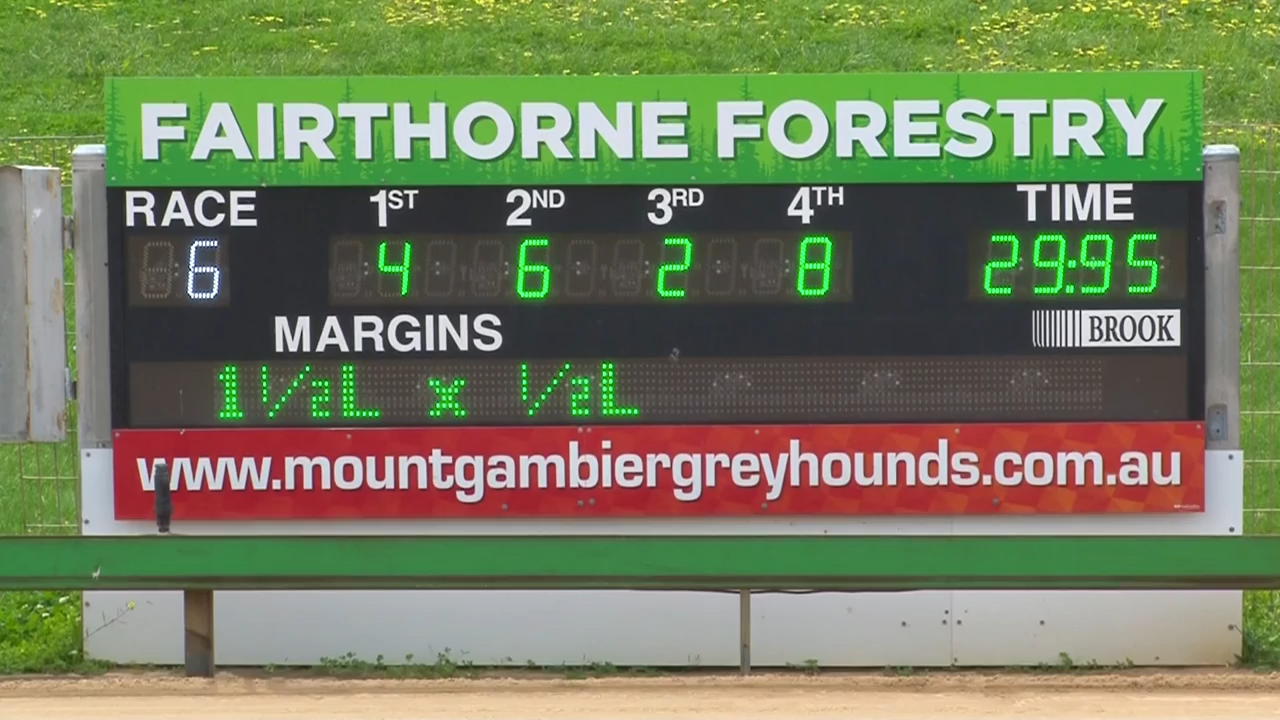 FAIRTHORNE FORESTRY
RACE 1ST 2ND 3RD 4TH TIME
6 4 6 2 8 29:95
MARGINS
BROOK
1½L x ½L
www.mountgambiergreyhounds.com.au